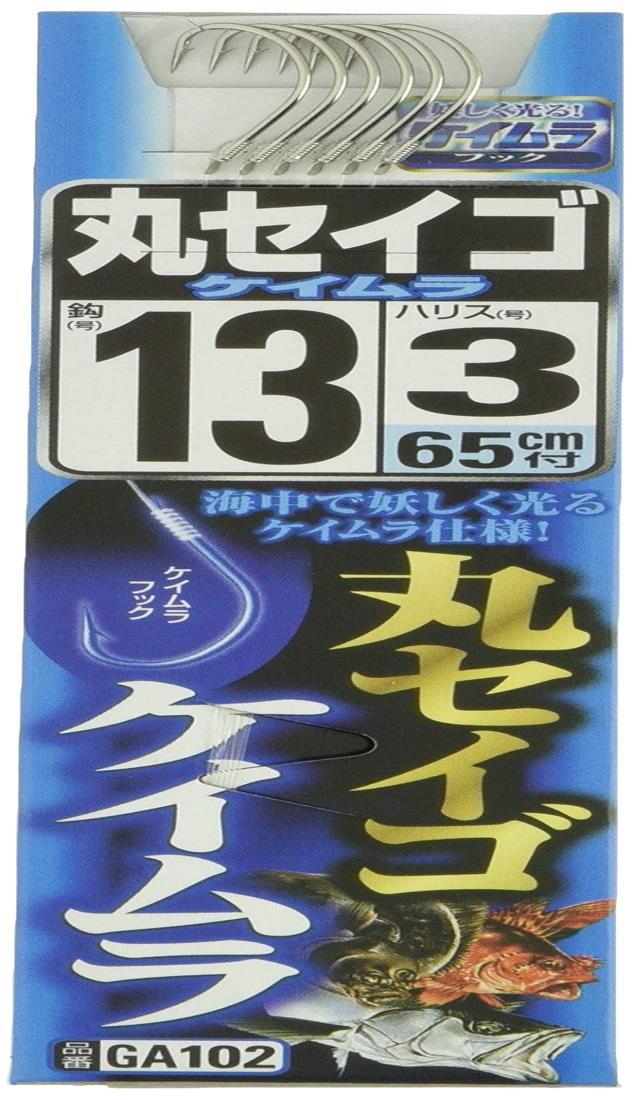 妖しく光る!
ケイムラ
フック
丸セイゴ
ケイムラ
鈎(号)
13
ハリス(号)
3
65cm付
海中で妖しく光る
ケイムラ仕様!
ケイムラ
フック
丸セイゴ
ケイムラ
品番 GA102